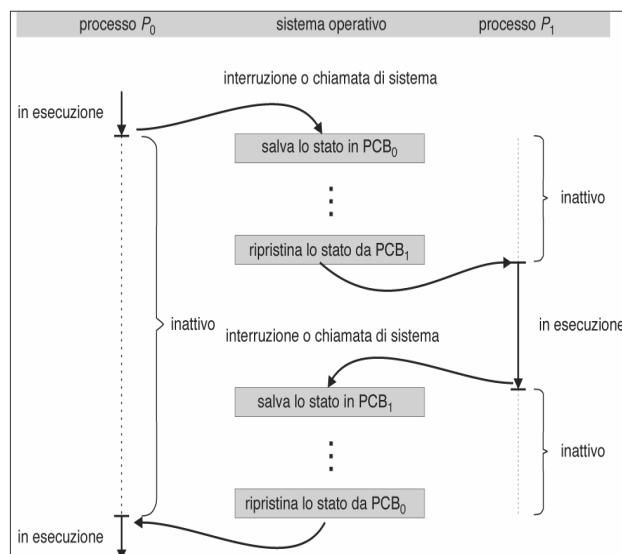 processo P₀ sistema operativo processo P₁
interruzione o chiamata di sistema
in esecuzione
salva lo stato in PCB₀
inattivo
ripristina lo stato da PCB₁
inattivo
interruzione o chiamata di sistema
in esecuzione
salva lo stato in PCB₁
inattivo
ripristina lo stato da PCB₀
in esecuzione